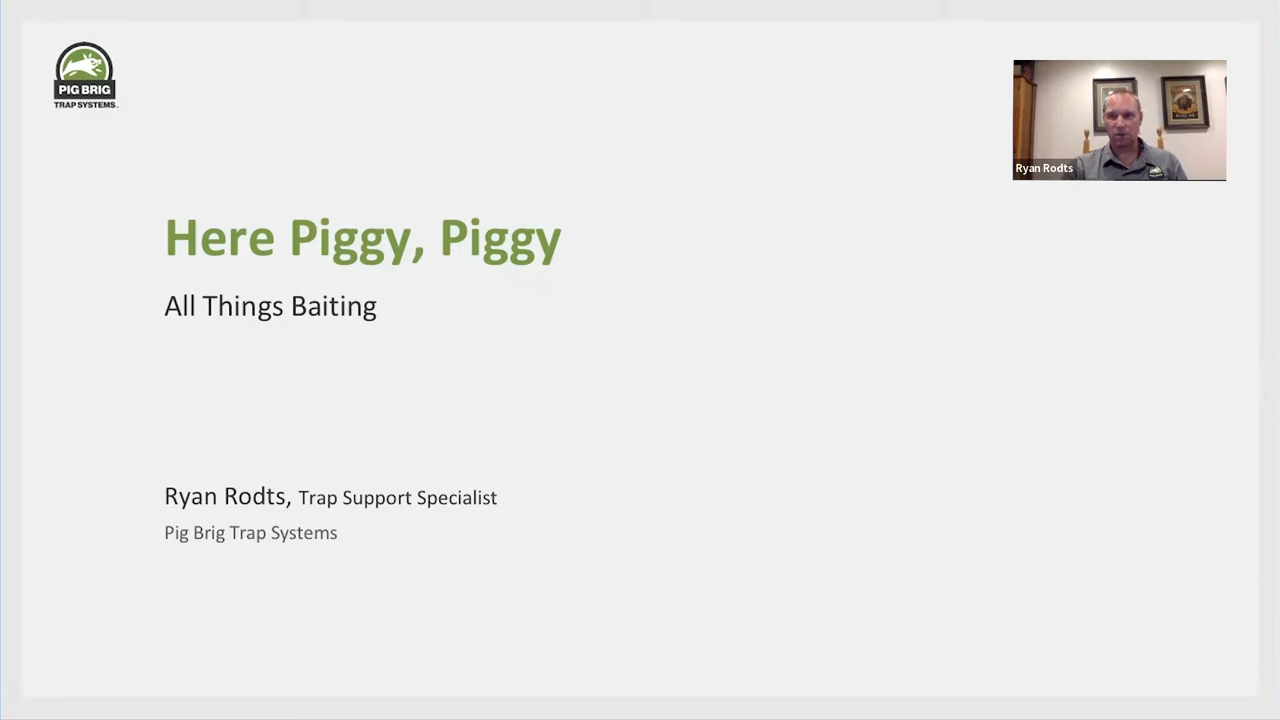 PIG BRIG
TRAP SYSTEMS
Ryan Rodts
Here Piggy, Piggy
All Things Baiting
Ryan Rodts, Trap Support Specialist
Pig Brig Trap Systems